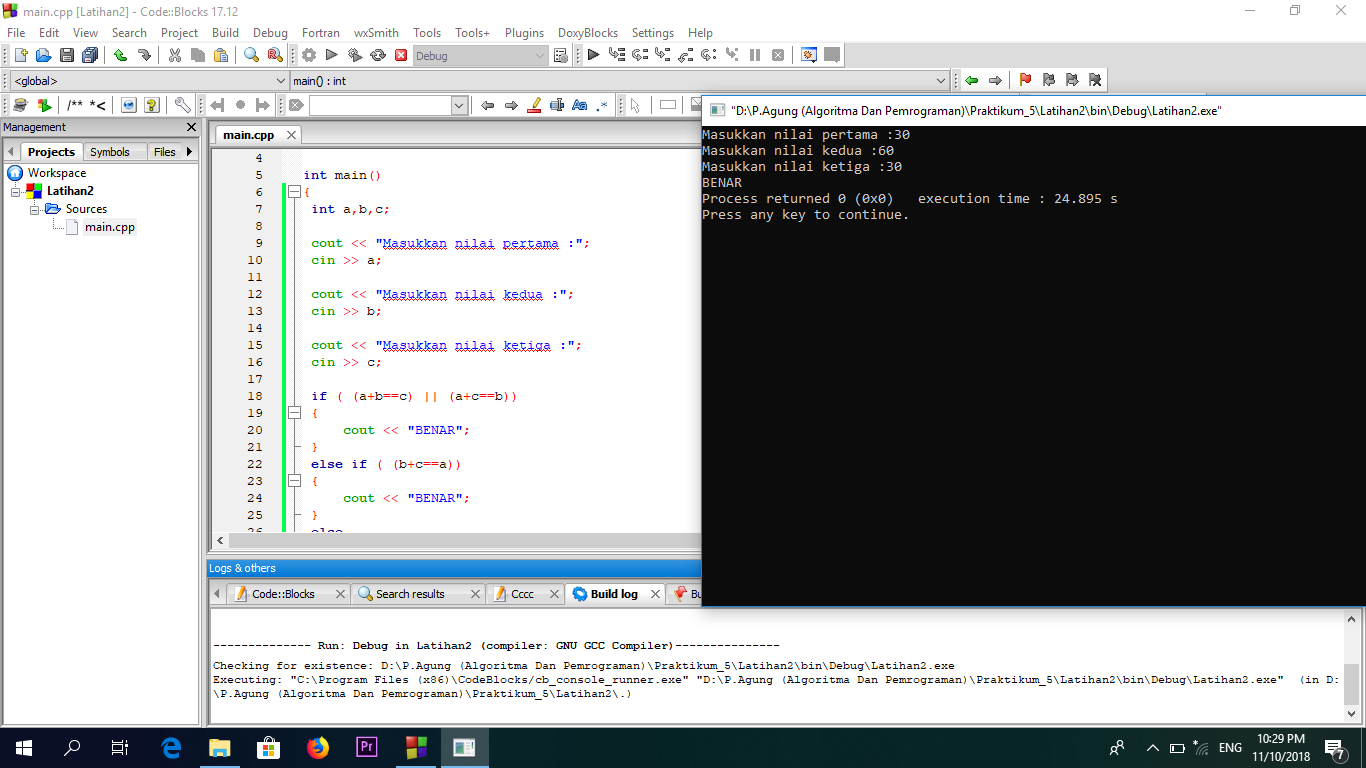 main.cpp [Latihan2] - Code::Blocks 17.12
File Edit View Search Project Build Debug Fortran wxSmith Tools Tools+ Plugins DoxyBlocks Settings Help
Debug
<global> main() : int
/** *< Aa .*
Management
Projects Symbols Files
Workspace
Latihan2
Sources
main.cpp
main.cpp
4
5 int main()
6 {
7 int a,b,c;
8
9 cout << "Masukkan nilai pertama :";
10 cin >> a;
11
12 cout << "Masukkan nilai kedua :";
13 cin >> b;
14
15 cout << "Masukkan nilai ketiga :";
16 cin >> c;
17
18 if ( (a+b==c) || (a+c==b))
19 {
20 cout << "BENAR";
21 }
22 else if ( (b+c==a))
23 {
24 cout << "BENAR";
25 }
26 else
"D:\P.Agung (Algoritma Dan Pemrograman)\Praktikum_5\Latihan2\bin\Debug\Latihan2.exe"
Masukkan nilai pertama :30
Masukkan nilai kedua :60
Masukkan nilai ketiga :30
BENAR
Process returned 0 (0x0) execution time : 24.895 s
Press any key to continue.
Logs & others
Code::Blocks Search results Cccc Build log
-------------- Run: Debug in Latihan2 (compiler: GNU GCC Compiler)---------------
Checking for existence: D:\P.Agung (Algoritma Dan Pemrograman)\Praktikum_5\Latihan2\bin\Debug\Latihan2.exe
Executing: "C:\Program Files (x86)\CodeBlocks/cb_console_runner.exe" "D:\P.Agung (Algoritma Dan Pemrograman)\Praktikum_5\Latihan2\bin\Debug\Latihan2.exe" (in D:
\P.Agung (Algoritma Dan Pemrograman)\Praktikum_5\Latihan2\.)
Pr
ENG
10:29 PM
11/10/2018
7